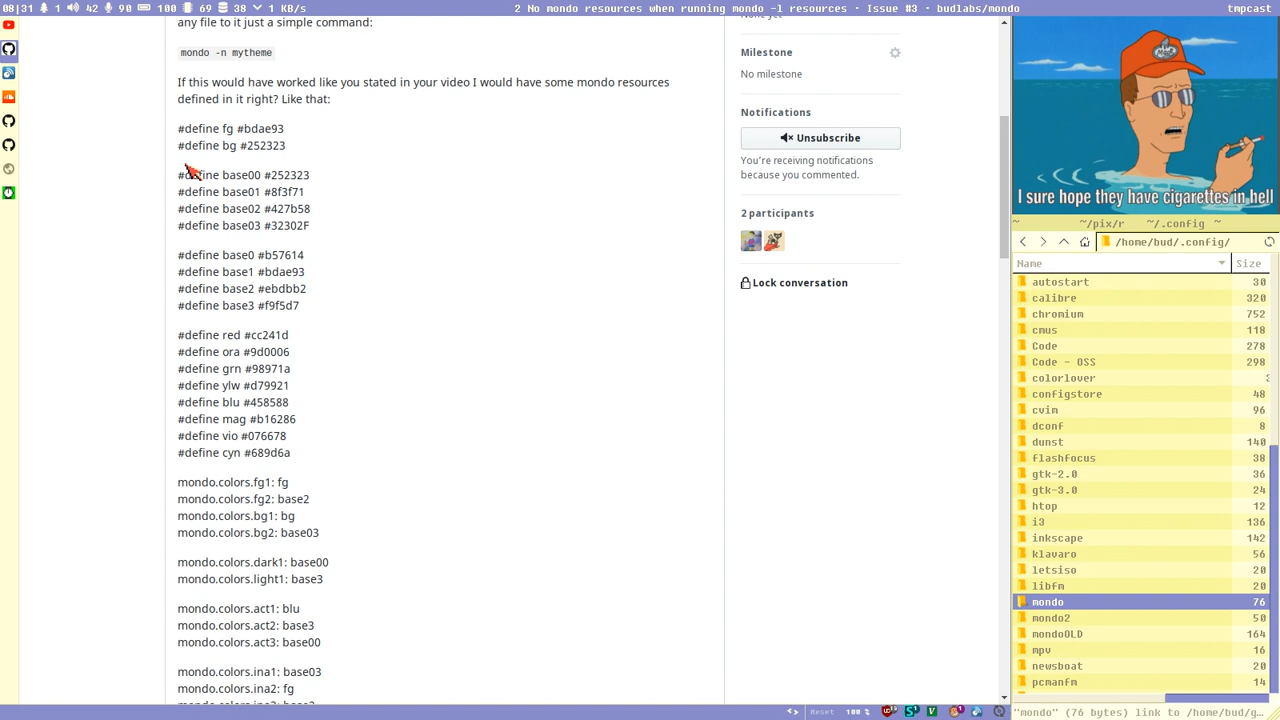 08|31 1 42 90 100 69 38 1 KB/s
2 No mondo resources when running mondo -l resources · Issue #3 · budlabs/mondo
tmpcast
any file to it just a simple command:
mondo -n mytheme
If this would have worked like you stated in your video I would have some mondo resources
defined in it right? Like that:
#define fg #bdae93
#define bg #252323
#define base00 #252323
#define base01 #8f3f71
#define base02 #427b58
#define base03 #32302F
#define base0 #b57614
#define base1 #bdae93
#define base2 #ebdbb2
#define base3 #f9f5d7
#define red #cc241d
#define ora #9d0006
#define grn #98971a
#define ylw #d79921
#define blu #458588
#define mag #b16286
#define vio #076678
#define cyn #689d6a
mondo.colors.fg1: fg
mondo.colors.fg2: base2
mondo.colors.bg1: bg
mondo.colors.bg2: base03
mondo.colors.dark1: base00
mondo.colors.light1: base3
mondo.colors.act1: blu
mondo.colors.act2: base3
mondo.colors.act3: base00
mondo.colors.ina1: base03
mondo.colors.ina2: fg
Milestone
No milestone
Notifications
Unsubscribe
You're receiving notifications
because you commented.
2 participants
Lock conversation
I sure hope they have cigarettes in hell
~ ~/pix/r ~/.config ~
/home/bud/.config/
Name Size
autostart 30
calibre 320
chromium 752
cmus 118
Code 278
Code - OSS 298
colorlover
configstore 48
cvim 96
dconf 8
dunst 140
flashfocus 38
gtk-2.0 36
gtk-3.0 24
htop 12
i3 136
inkscape 142
klavaro 56
letsiso 20
libfm 20
mondo 76
mondo2 50
mondoOLD 164
mpv 16
newsboat 20
pcmanfm 14
Reset 100 %
"mondo" (76 bytes) link to /home/bud/g…